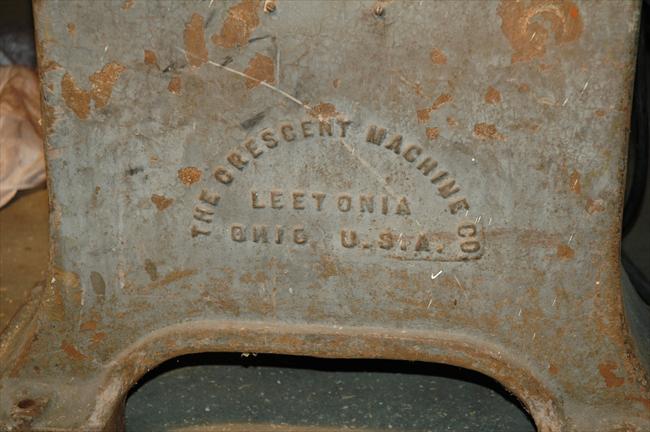 THE CRESCENT MACHINE CO.
LEETONIA
OHIO, U.S.A.